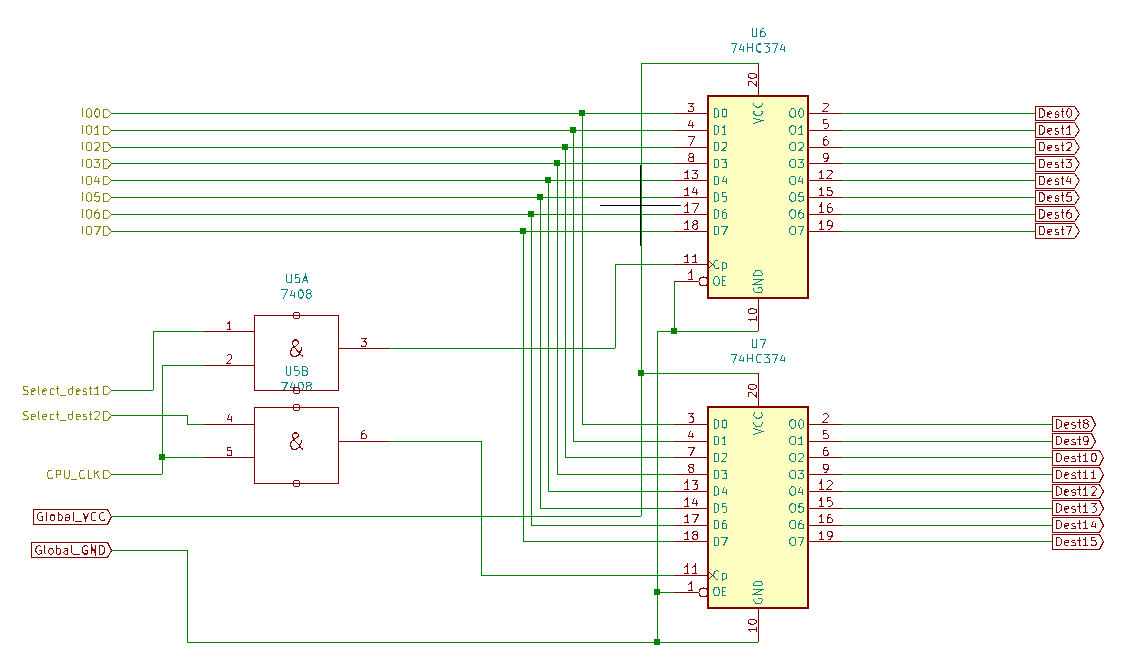 U6
74HC374
20
VCC
IO0 3 D0 O0 2 Dest0
IO1 4 D1 O1 5 Dest1
IO2 7 D2 O2 6 Dest2
IO3 8 D3 O3 9 Dest3
IO4 13 D4 O4 12 Dest4
IO5 14 D5 O5 15 Dest5
IO6 17 D6 O6 16 Dest6
IO7 18 D7 O7 19 Dest7
11 Cp
1 OE
GND
10
U5A
7408
1
2
&
3
Select_dest1
U5B
7408
Select_dest2
4
5
&
6
CPU_CLK
Global_VCC
Global_GND
U7
74HC374
20
VCC
3 D0 O0 2 Dest8
4 D1 O1 5 Dest9
7 D2 O2 6 Dest10
8 D3 O3 9 Dest11
13 D4 O4 12 Dest12
14 D5 O5 15 Dest13
17 D6 O6 16 Dest14
18 D7 O7 19 Dest15
11 Cp
1 OE
GND
10